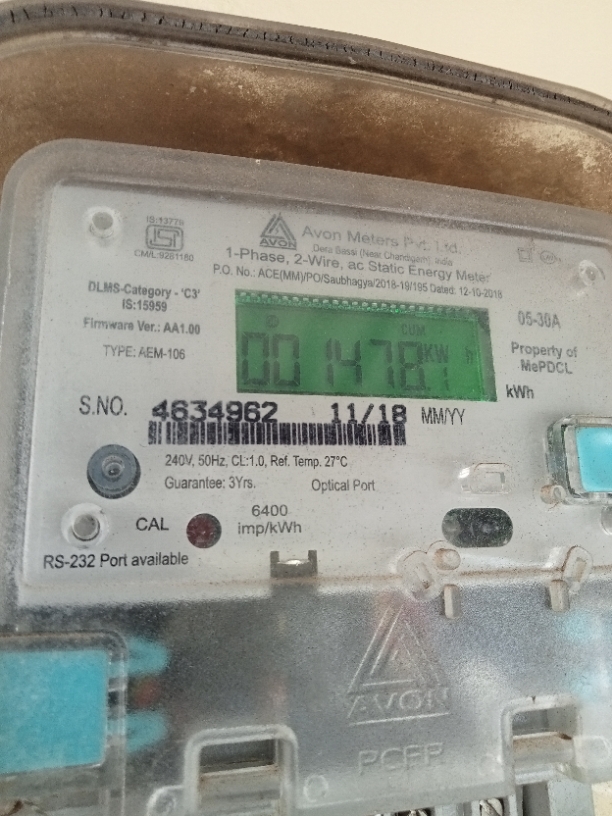 IS:13779
CM/L:9281180
AVON
Avon Meters Pvt. Ltd.
Dera Bassi (Near Chandigarh) India
1-Phase, 2-Wire, ac Static Energy Meter
P.O. No.: ACE(MM)/PO/Saubhagya/2018-19/195 Dated: 12-10-2018
DLMS-Category - 'C3'
IS:15959
Firmware Ver.: AA1.00
TYPE: AEM-106
CUM
001478.1 KW h
05-30A
Property of
MePDCL
kWh
S.NO. 4634962 11/18 MM/YY
240V, 50Hz, CL:1.0, Ref. Temp. 27°C
Guarantee: 3Yrs. Optical Port
CAL
6400
imp/kWh
RS-232 Port available
AVON